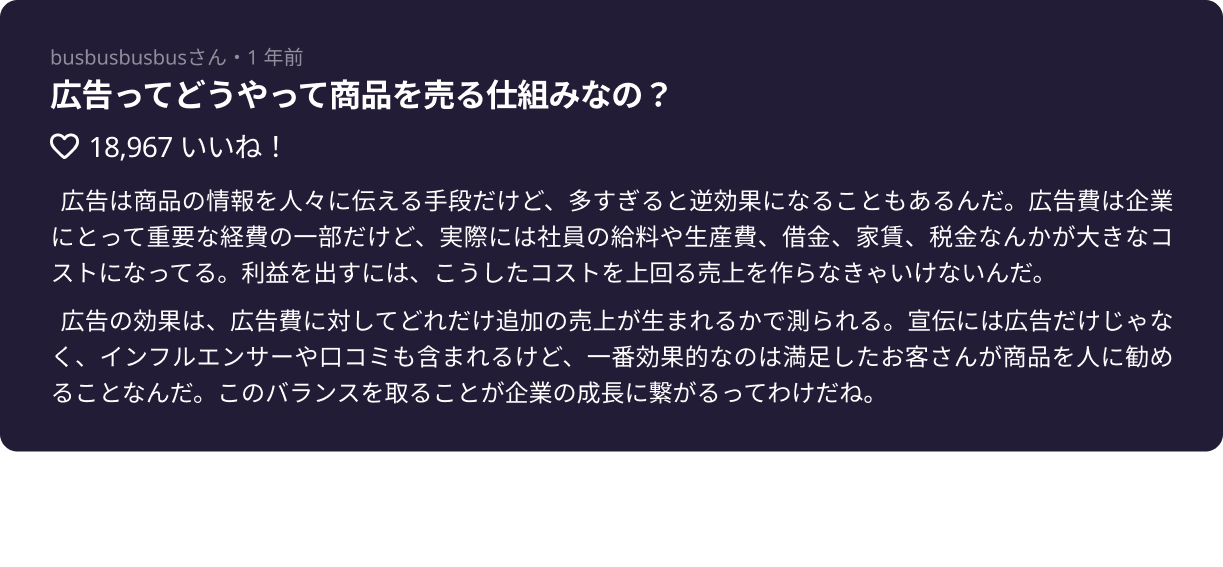 busbusbusbusさん・1 年前
広告ってどうやって商品を売る仕組みなの？
18,967 いいね！
広告は商品の情報を人々に伝える手段だけど、多すぎると逆効果になることもあるんだ。広告費は企業
にとって重要な経費の一部だけど、実際には社員の給料や生産費、借金、家賃、税金なんかが大きなコ
ストになってる。利益を出すには、こうしたコストを上回る売上を作らなきゃいけないんだ。
広告の効果は、広告費に対してどれだけ追加の売上が生まれるかで測られる。宣伝には広告だけじゃな
く、インフルエンサーや口コミも含まれるけど、一番効果的なのは満足したお客さんが商品を人に勧め
ることなんだ。このバランスを取ることが企業の成長に繋がるってわけだね。